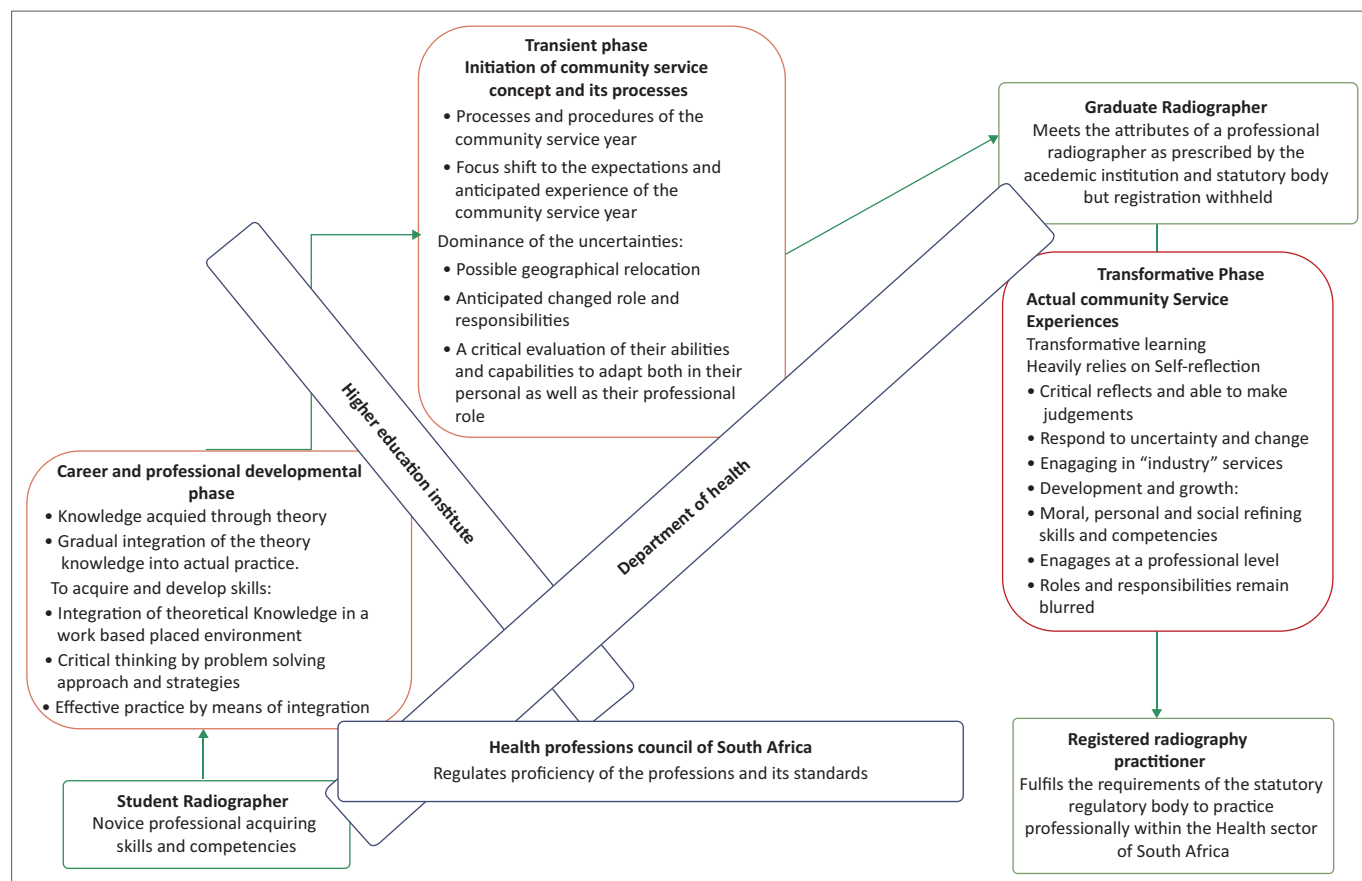 Transient phase
Initiation of community service
concept and its processes
• Processes and procedures of the
community service year
• Focus shift to the expectations and
anticipated experience of the
community service year
Dominance of the uncertainties:
• Possible geographical relocation
• Anticipated changed role and
responsibilities
• A critical evaluation of their abilities
and capabilities to adapt both in their
personal as well as their professional
role
Graduate Radiographer
Meets the attributes of a professional
radiographer as prescribed by the
acedemic institution and statutory body
but registration withheld
Transformative Phase
Actual community Service
Experiences
Transformative learning
Heavily relies on Self-reflection
• Critical reflects and able to make
judgements
• Respond to uncertainty and change
• Enagaging in “industry” services
• Development and growth:
• Moral, personal and social refining
skills and competencies
• Enagages at a professional level
• Roles and responsibilities remain
blurred
Higher education institute
Department of health
Career and professional developmental
phase
• Knowledge acquied through theory
• Gradual integration of the theory
knowledge into actual practice.
To acquire and develop skills:
• Integration of theoretical Knowledge in a
work based placed environment
• Critical thinking by problem solving
approach and strategies
• Effective practice by means of integration
Health professions council of South Africa
Regulates proficiency of the professions and its standards
Student Radiographer
Novice professional acquiring
skills and competencies
Registered radiography
practitioner
Fulfils the requirements of the statutory
regulatory body to practice
professionally within the Health sector
of South Africa